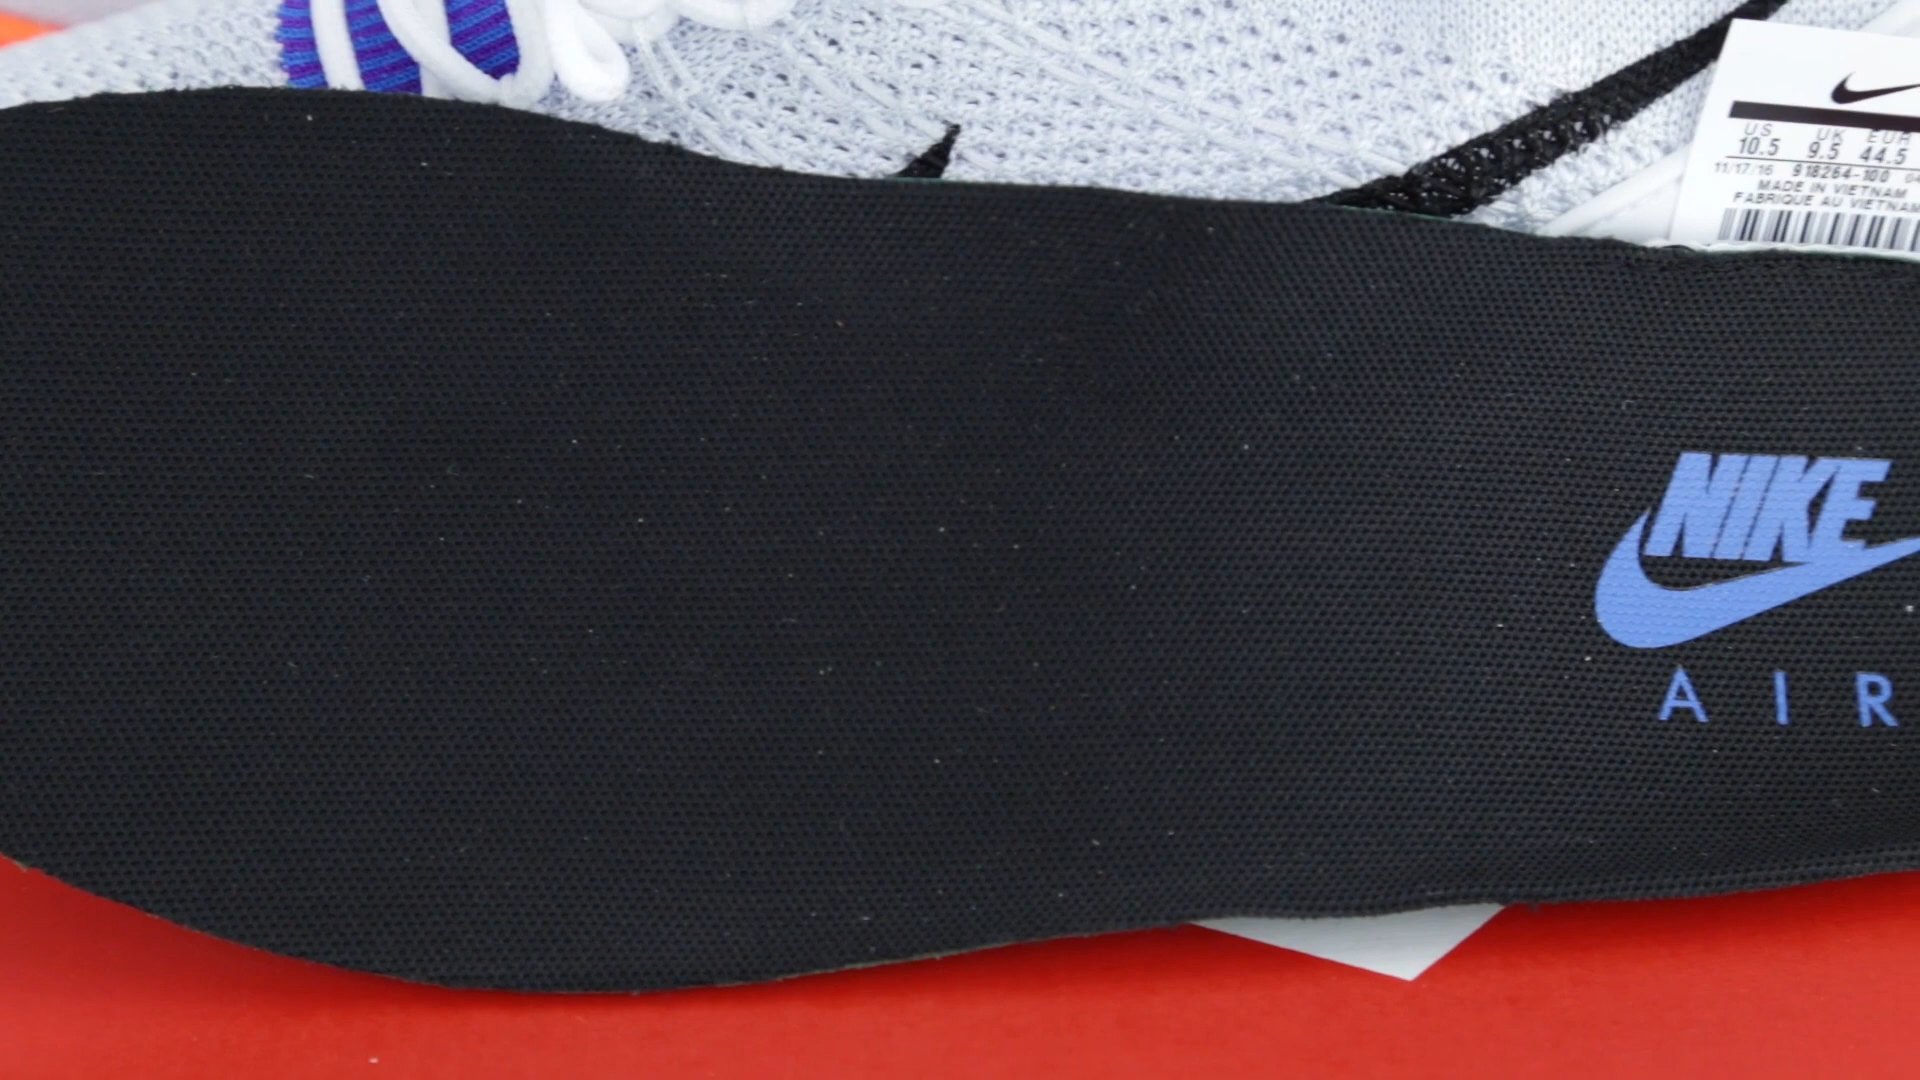 US UK EUR
10.5 9.5 44.5
11/17/16 918264-100 04
MADE IN VIETNAM
FABRIQUE AU VIETNAM
NIKE
AIR